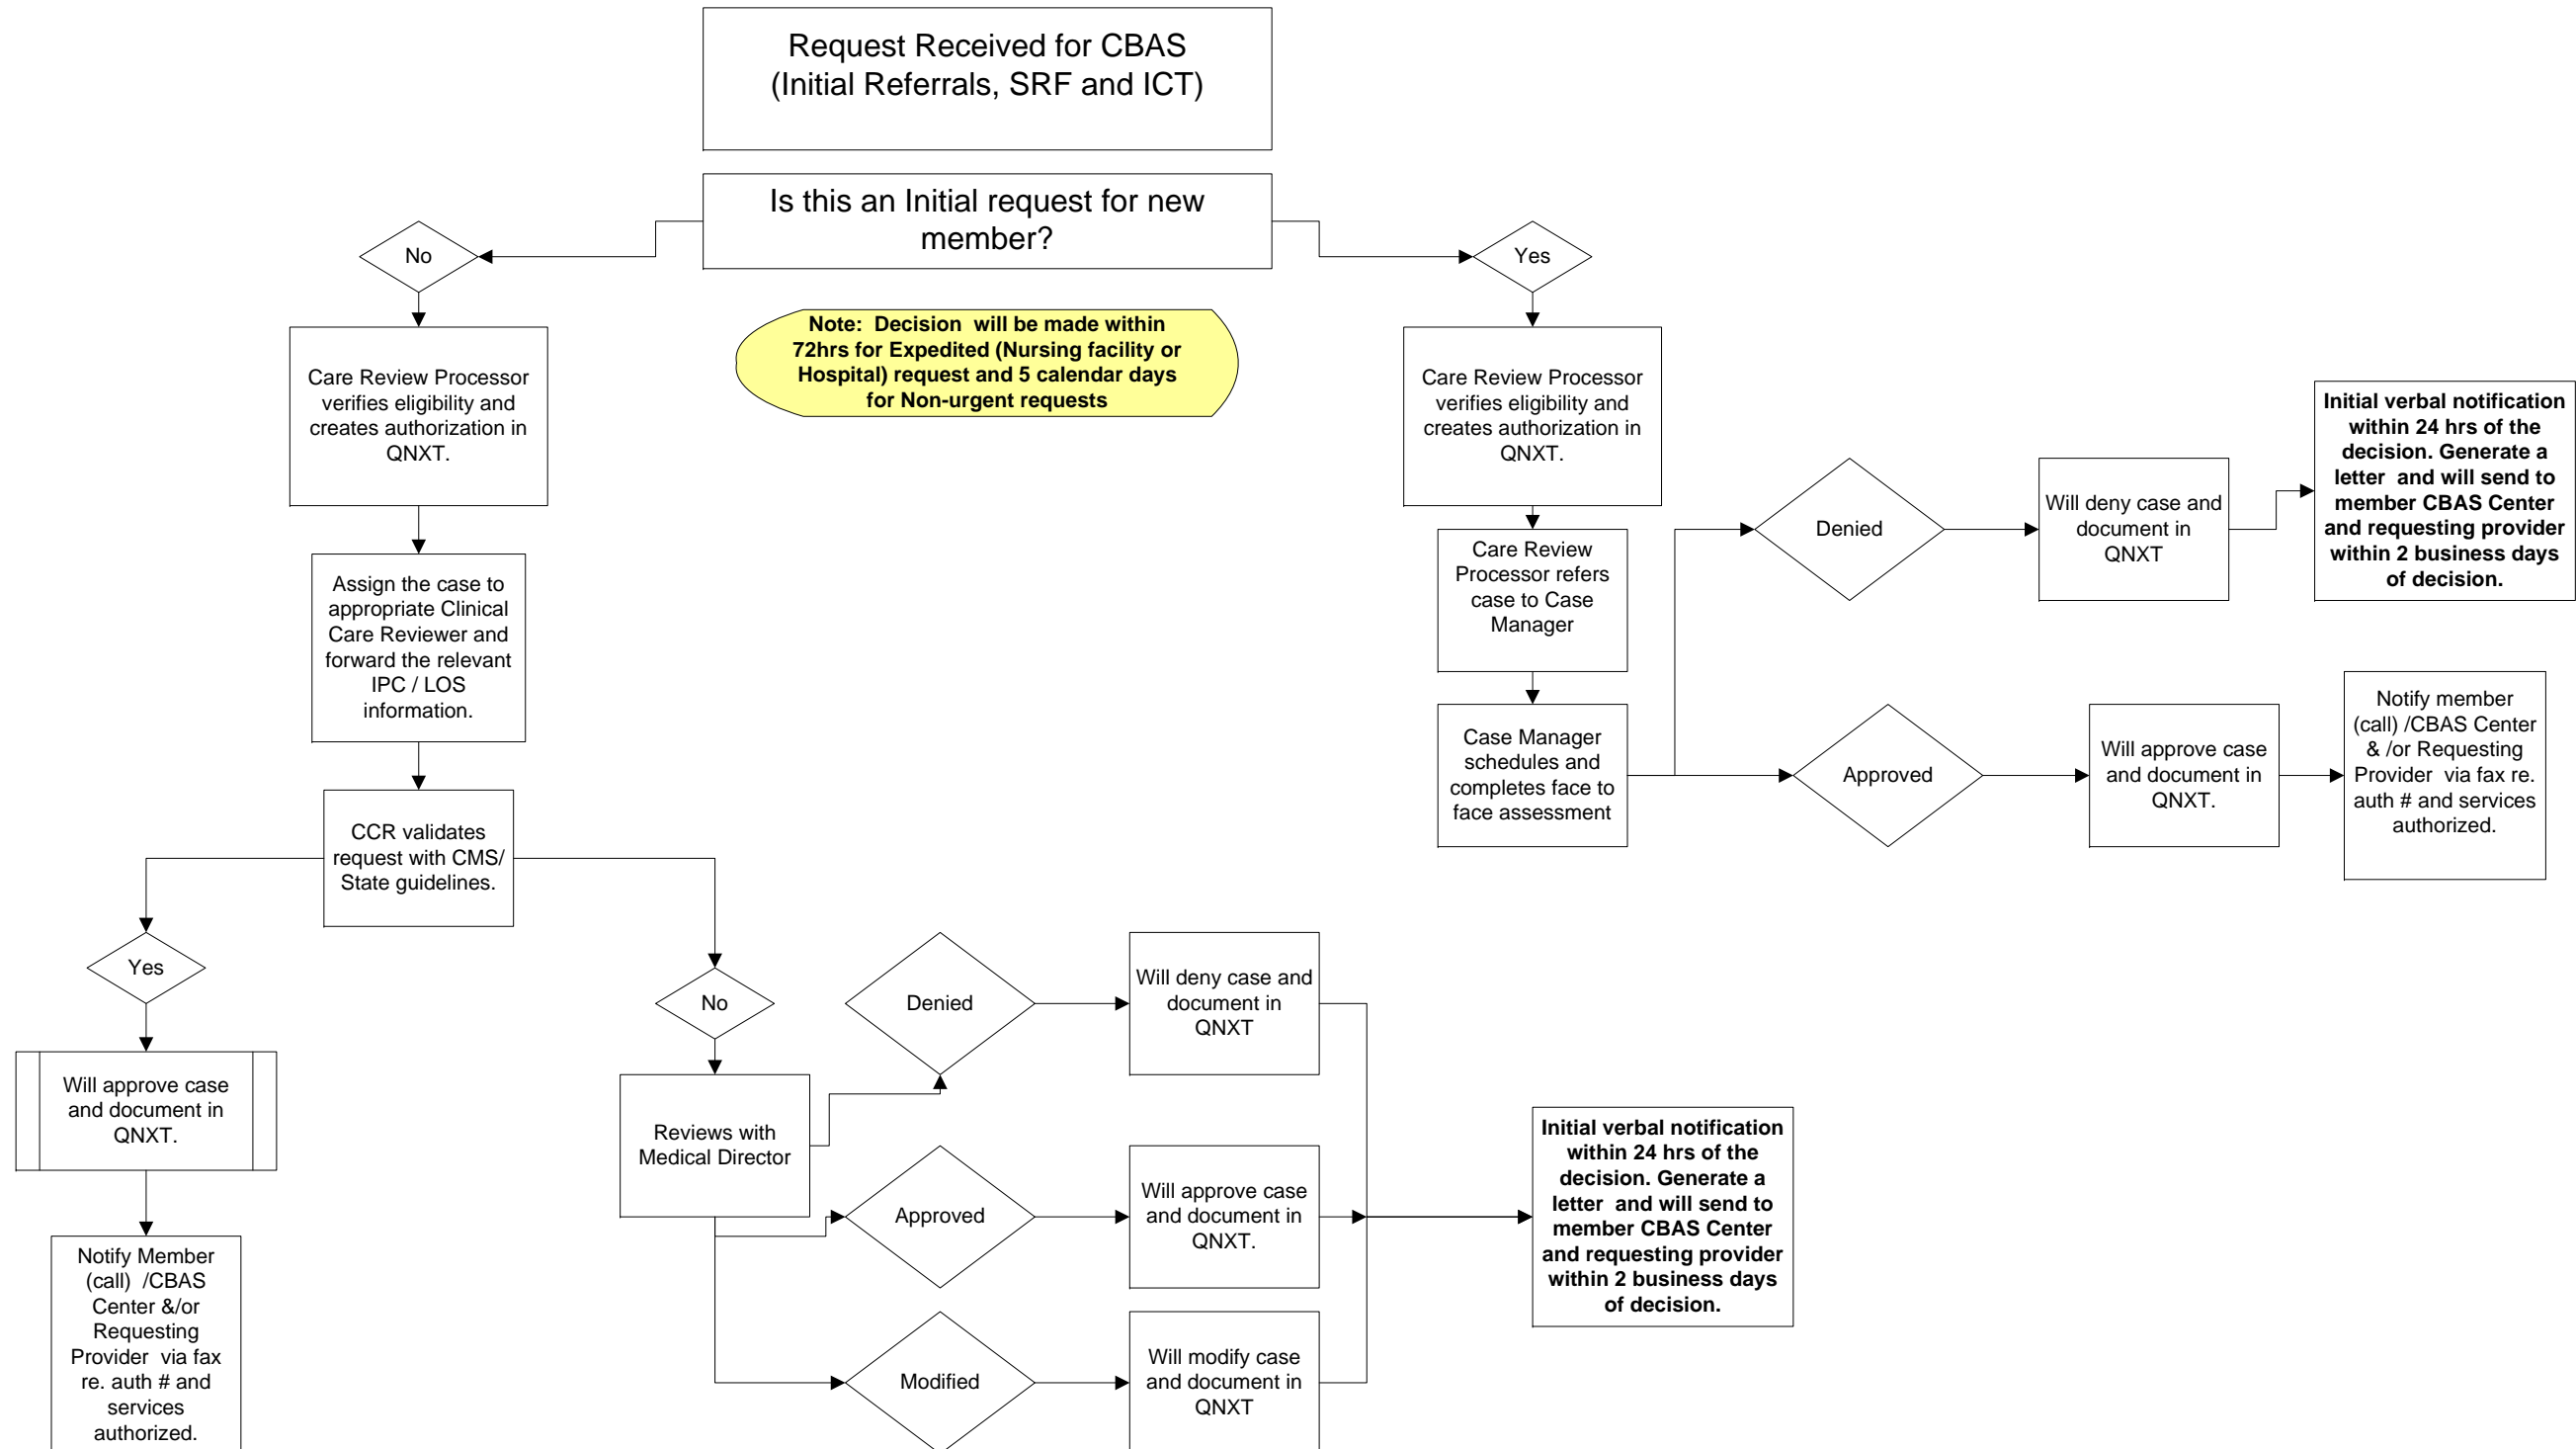 Request Received for CBAS
(Initial Referrals, SRF and ICT)
Is this an Initial request for new
member?
No
Yes
Note:  Decision  will be made within
72hrs for Expedited (Nursing facility or
Hospital) request and 5 calendar days
for Non-urgent requests
Care Review Processor
verifies eligibility and
creates authorization in
QNXT.
Assign the case to
appropriate Clinical
Care Reviewer and
forward the relevant
IPC / LOS
information.
CCR validates
request with CMS/
State guidelines.
Yes
Will approve case
and document in
QNXT.
Notify Member
(call)  /CBAS
Center &/or
Requesting
Provider  via fax
re. auth # and
services
authorized.
No
Reviews with
Medical Director
Denied
Will deny case and
document in
QNXT
Approved
Will approve case
and document in
QNXT.
Modified
Will modify case
and document in
QNXT
Initial verbal notification
within 24 hrs of the
decision. Generate a
letter  and will send to
member CBAS Center
and requesting provider
within 2 business days
of decision.
Care Review Processor
verifies eligibility and
creates authorization in
QNXT.
Care Review
Processor refers
case to Case
Manager
Case Manager
schedules and
completes face to
face assessment
Denied
Will deny case and
document in
QNXT
Initial verbal notification
within 24 hrs of the
decision. Generate a
letter  and will send to
member CBAS Center
and requesting provider
within 2 business days
of decision.
Approved
Will approve case
and document in
QNXT.
Notify member
(call) /CBAS Center
& /or Requesting
Provider  via fax re.
auth # and services
authorized.